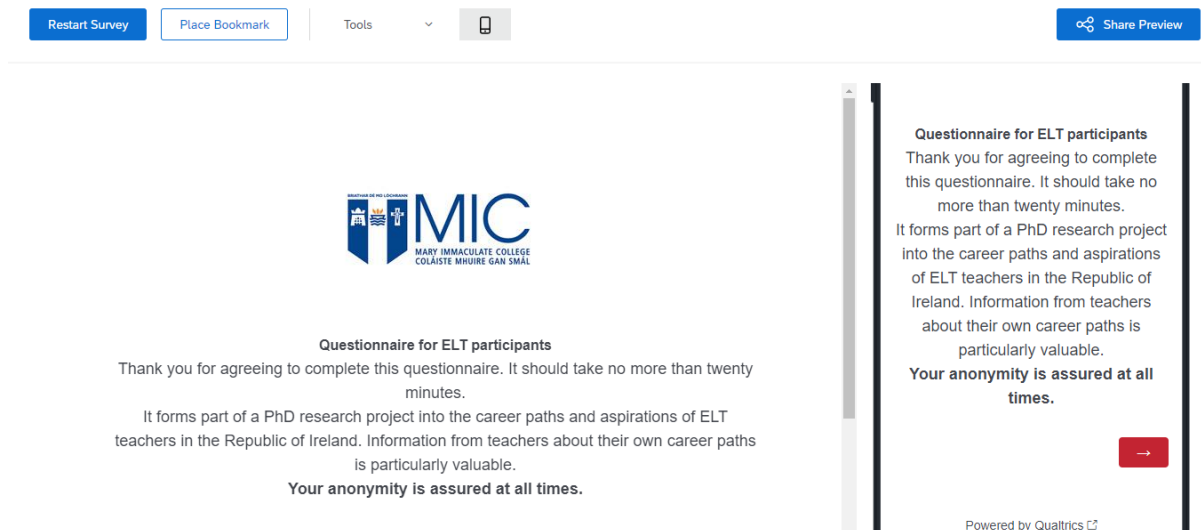 Restart Survey
Place Bookmark
Tools
Share Preview
MIC
MARY IMMACULATE COLLEGE
COLÁISTE MHUIRE GAN SMÁL
Questionnaire for ELT participants
Thank you for agreeing to complete this questionnaire. It should take no more than twenty
minutes.
It forms part of a PhD research project into the career paths and aspirations of ELT
teachers in the Republic of Ireland. Information from teachers about their own career paths
is particularly valuable.
Your anonymity is assured at all times.
Questionnaire for ELT participants
Thank you for agreeing to complete
this questionnaire. It should take no
more than twenty minutes.
It forms part of a PhD research project
into the career paths and aspirations
of ELT teachers in the Republic of
Ireland. Information from teachers
about their own career paths is
particularly valuable.
Your anonymity is assured at all
times.
→
Powered by Qualtrics